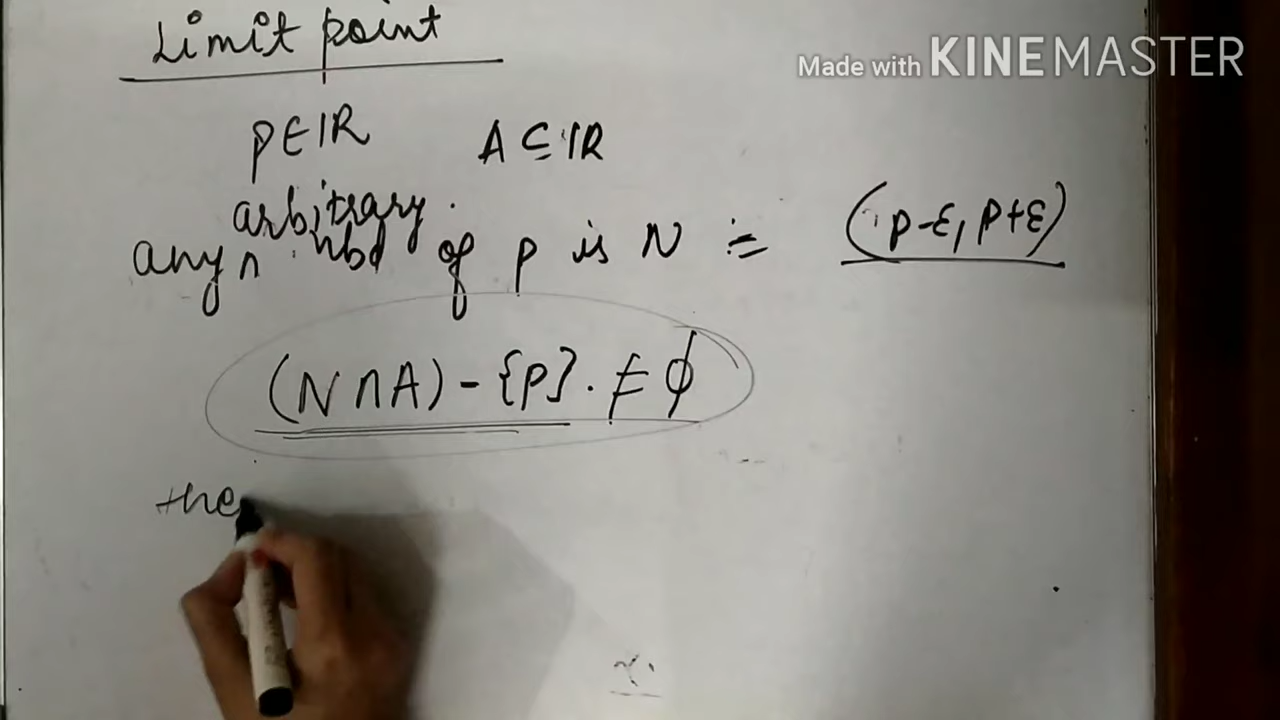 Limit point
Made with KINEMASTER
p∈ℝ A⊆ℝ
arbitrary.
any nbd of p is N := (p-ε, p+ε)
(N∩A) - {p}. ≠ ϕ
the